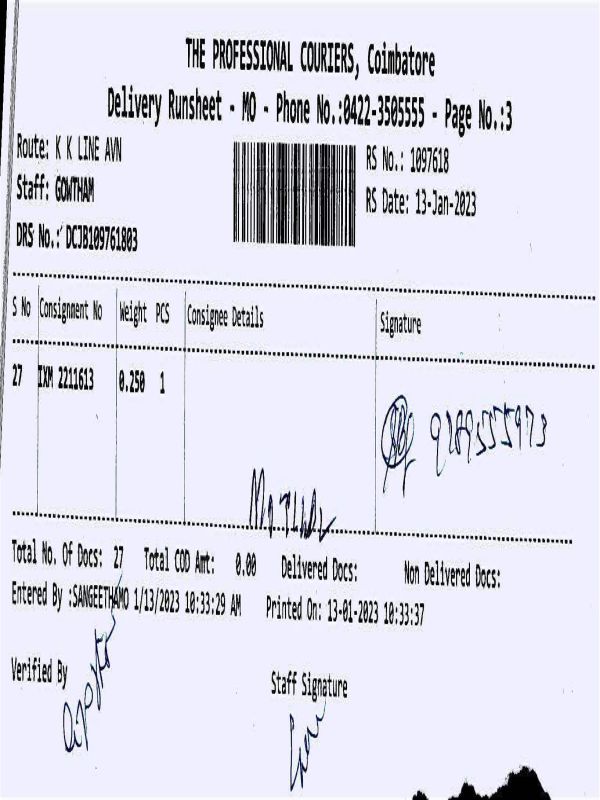 THE PROFESSIONAL COURIERS, Coimbatore
Delivery Runsheet - MO - Phone No.:0422-3505555 - Page No.:3
Route: K K LINE AVN
RS No.: 1097618
Staff: GOWTHAM
RS Date: 13-Jan-2023
DRS No.: DCJB109761803
S No Consignment No Weight PCS Consignee Details Signature
27 IXM 2211613 0.250 1
Total No. Of Docs: 27 Total COD Amt: 0.00 Delivered Docs: Non Delivered Docs:
Entered By :SANGEETHAMO 1/13/2023 10:33:29 AM Printed On: 13-01-2023 10:33:37
Verified By
Staff Signature